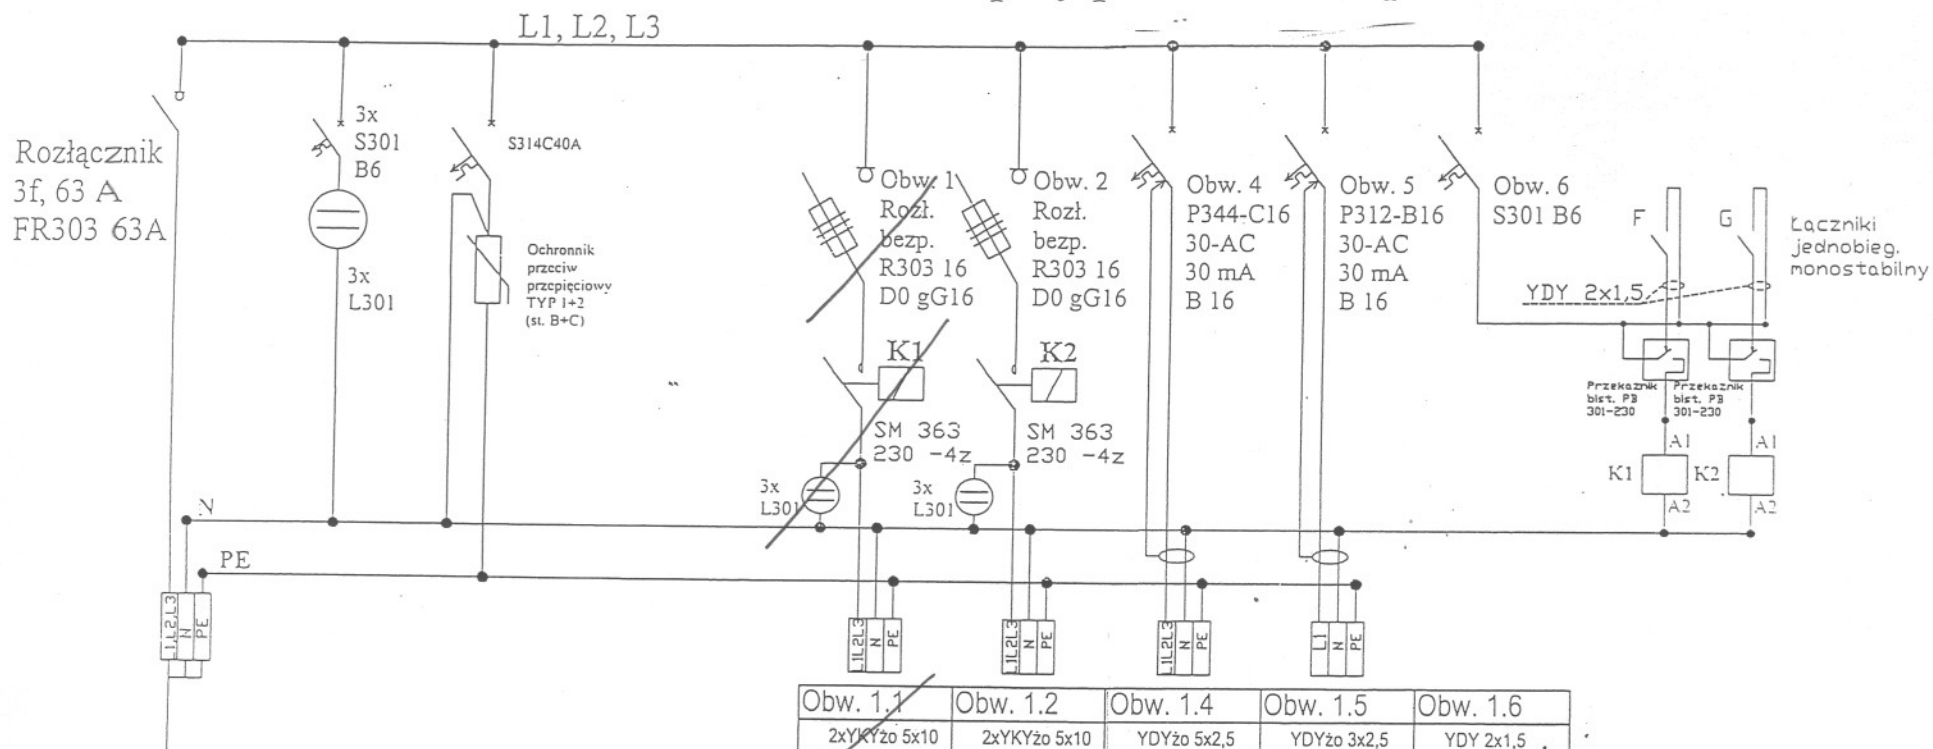 L1, L2, L3
Rozłącznik
3f, 63 A
FR303 63A
3x
S301
B6
3x
L301
S314C40A
Ochronnik
przeciw
przepięciowy
TYP 1+2
(st. B+C)
Obw. 1
Rozł.
bezp.
R303 16
D0 gG16
K1
SM 363
230 -4z
3x
L301
Obw. 2
Rozł.
bezp.
R303 16
D0 gG16
K2
SM 363
230 -4z
3x
L301
Obw. 4
P344-C16
30-AC
30 mA
B 16
Obw. 5
P312-B16
30-AC
30 mA
B 16
Obw. 6
S301 B6
F
G
Łaczniki
jednobieg.
monostabilny
YDY 2x1,5
Przekaznik
bist. PB
301-230
Przekaznik
bist. PB
301-230
A1
K1
A2
A1
K2
A2
N
PE
L1,L2,L3
N
PE
L1L2L3
N
PE
L1L2L3
N
PE
L1L2L3
N
PE
L1
N
PE
Obw. 1.1
Obw. 1.2
Obw. 1.4
Obw. 1.5
Obw. 1.6
2xYKYżo 5x10
2xYKYżo 5x10
YDYżo 5x2,5
YDYżo 3x2,5
YDY 2x1,5